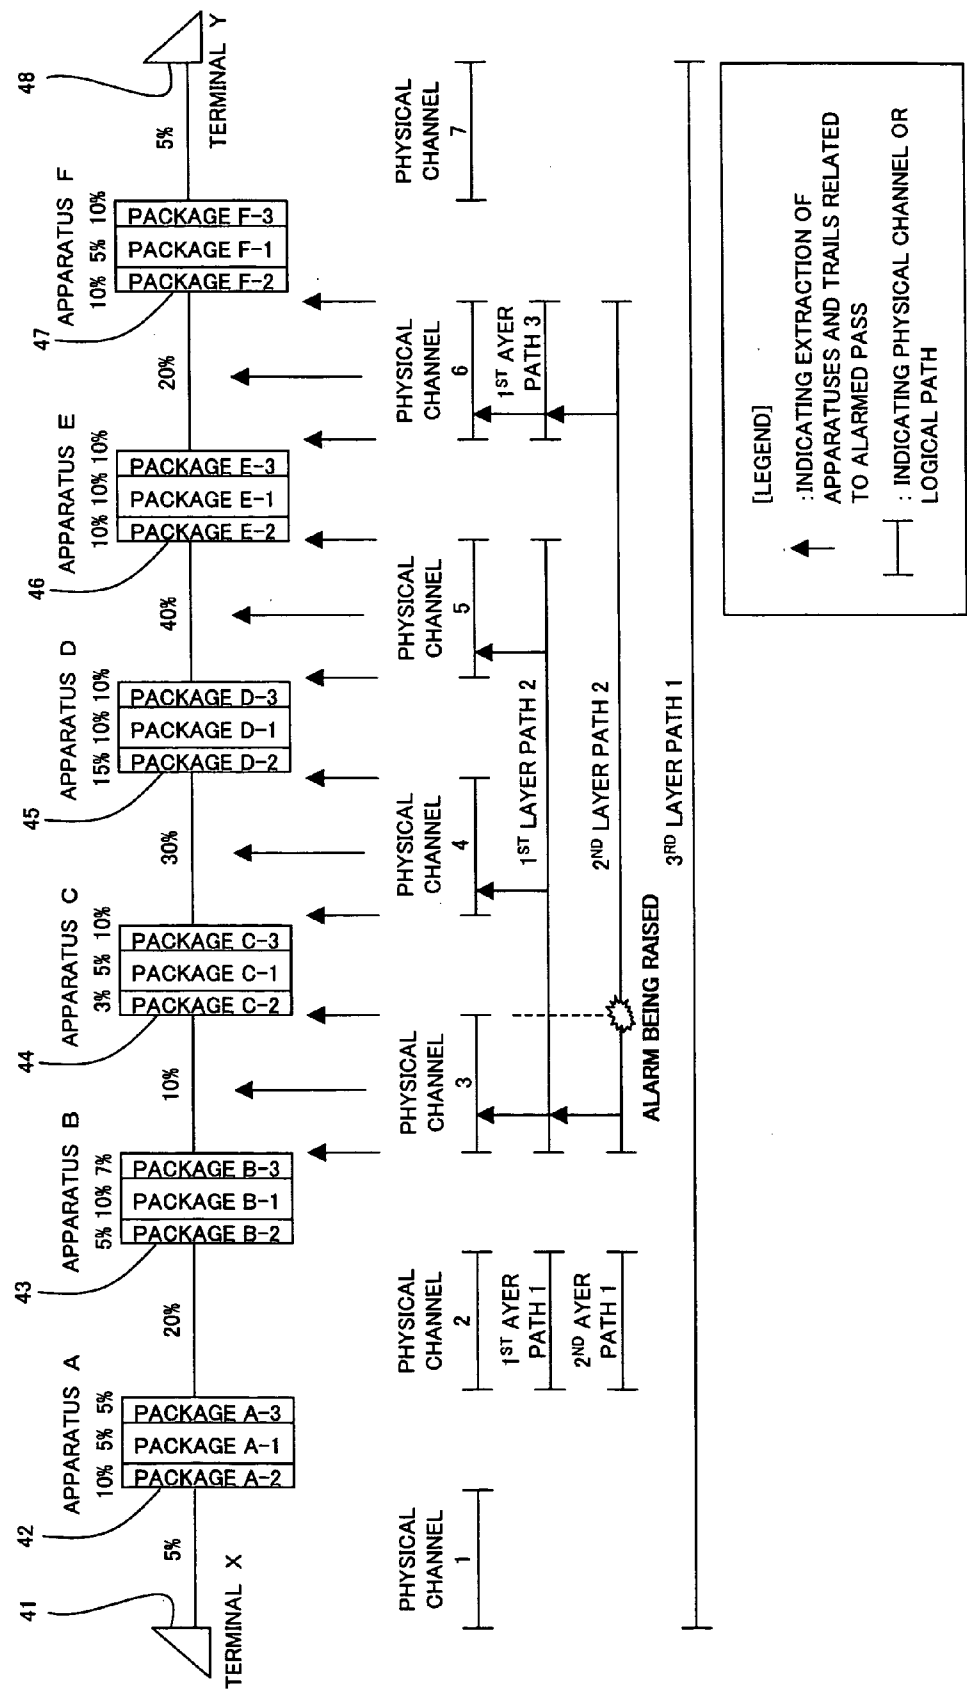 41
42
43
44
45
46
47
48
APPARATUS A
APPARATUS B
APPARATUS C
APPARATUS D
APPARATUS E
APPARATUS F
10% 5% 5%
5% 10% 7%
3% 5% 10%
15% 10% 10%
10% 10% 10%
10% 5% 10%
PACKAGE A-2
PACKAGE A-1
PACKAGE A-3
PACKAGE B-2
PACKAGE B-1
PACKAGE B-3
PACKAGE C-2
PACKAGE C-1
PACKAGE C-3
PACKAGE D-2
PACKAGE D-1
PACKAGE D-3
PACKAGE E-2
PACKAGE E-1
PACKAGE E-3
PACKAGE F-2
PACKAGE F-1
PACKAGE F-3
5%
20%
10%
30%
40%
20%
5%
TERMINAL X
TERMINAL Y
PHYSICAL
CHANNEL
1
PHYSICAL
CHANNEL
2
PHYSICAL
CHANNEL
3
PHYSICAL
CHANNEL
4
PHYSICAL
CHANNEL
5
PHYSICAL
CHANNEL
6
PHYSICAL
CHANNEL
7
1ST AYER
PATH 1
1ST LAYER PATH 2
1ST AYER
PATH 3
2ND AYER
PATH 1
2ND LAYER PATH 2
ALARM BEING RAISED
3RD LAYER PATH 1
[LEGEND]
:INDICATING EXTRACTION OF
APPARATUSES AND TRAILS RELATED
TO ALARMED PASS
: INDICATING PHYSICAL CHANNEL OR
LOGICAL PATH